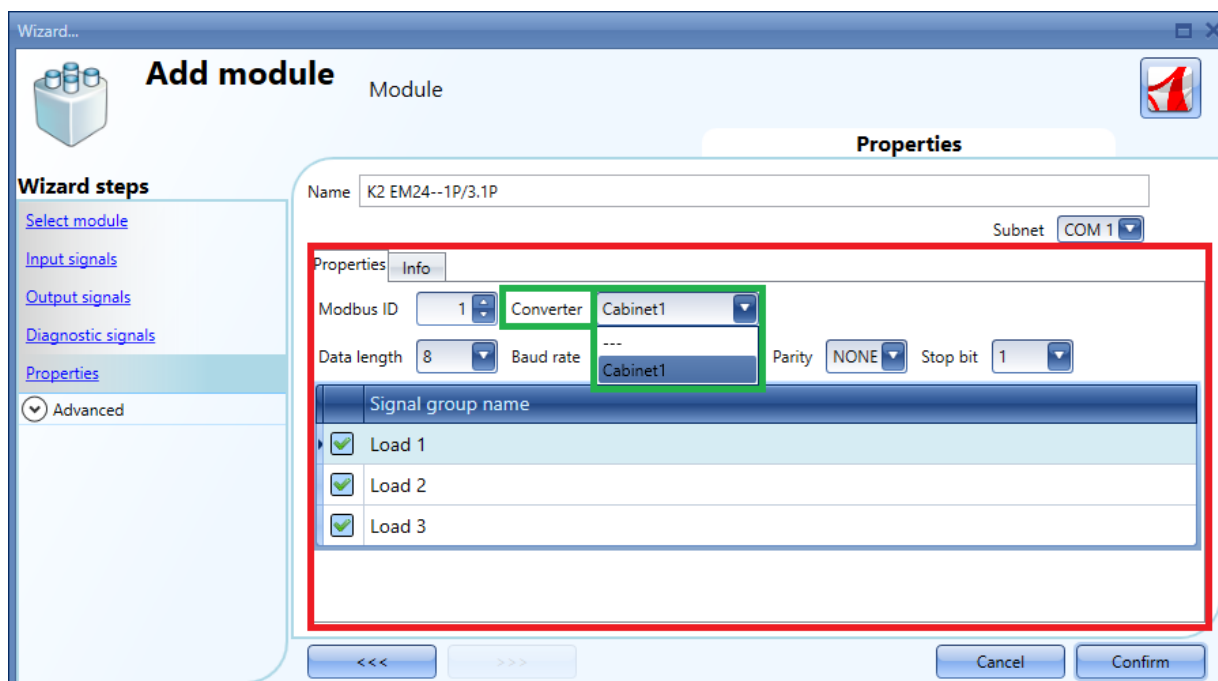 Wizard...
Add module
Module
Properties
Wizard steps
Select module
Input signals
Output signals
Diagnostic signals
Properties
Advanced
Name K2 EM24--1P/3.1P
Subnet COM 1
Properties Info
Modbus ID 1 Converter Cabinet1
---
Data length 8 Baud rate Cabinet1 Parity NONE Stop bit 1
Signal group name
Load 1
Load 2
Load 3
<<< >>> Cancel Confirm